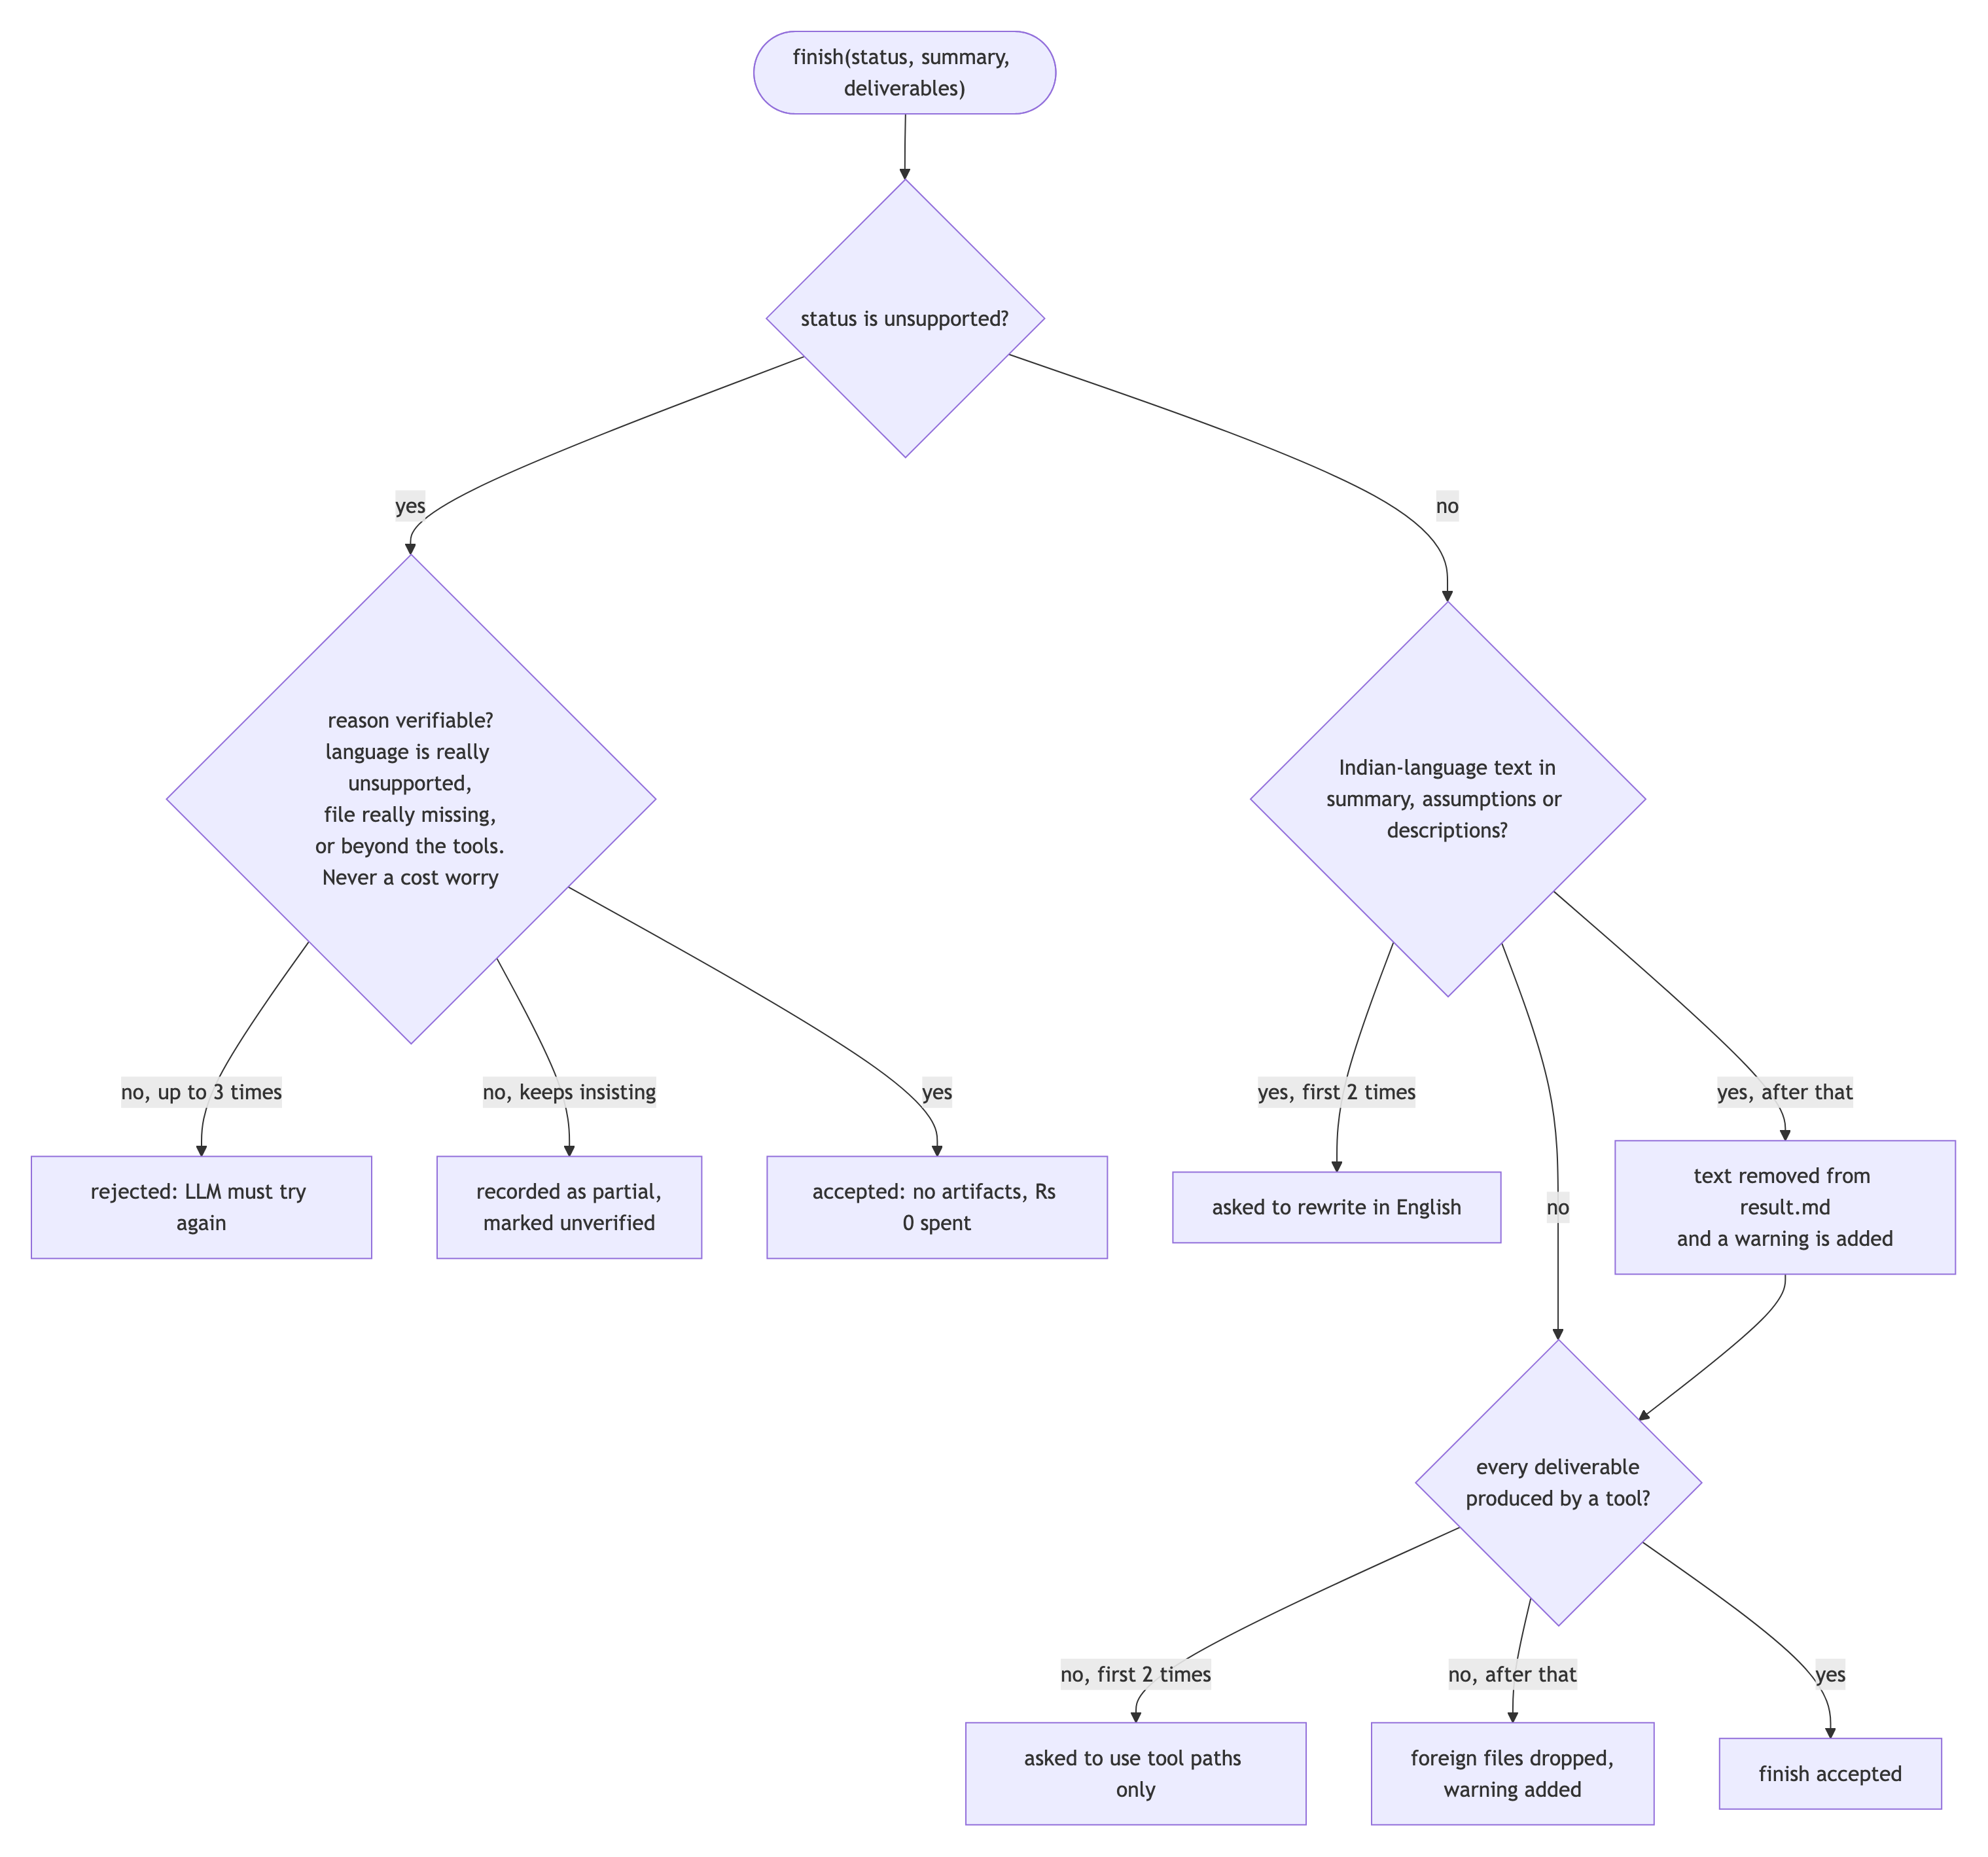 finish(status, summary,
deliverables)
status is unsupported?
yes
no
reason verifiable?
language is really
unsupported,
file really missing,
or beyond the tools.
Never a cost worry
Indian-language text in
summary, assumptions or
descriptions?
no, up to 3 times
no, keeps insisting
yes
yes, first 2 times
yes, after that
rejected: LLM must try
again
recorded as partial,
marked unverified
accepted: no artifacts, Rs
0 spent
asked to rewrite in English
no
text removed from
result.md
and a warning is added
every deliverable
produced by a tool?
no, first 2 times
no, after that
yes
asked to use tool paths
only
foreign files dropped,
warning added
finish accepted